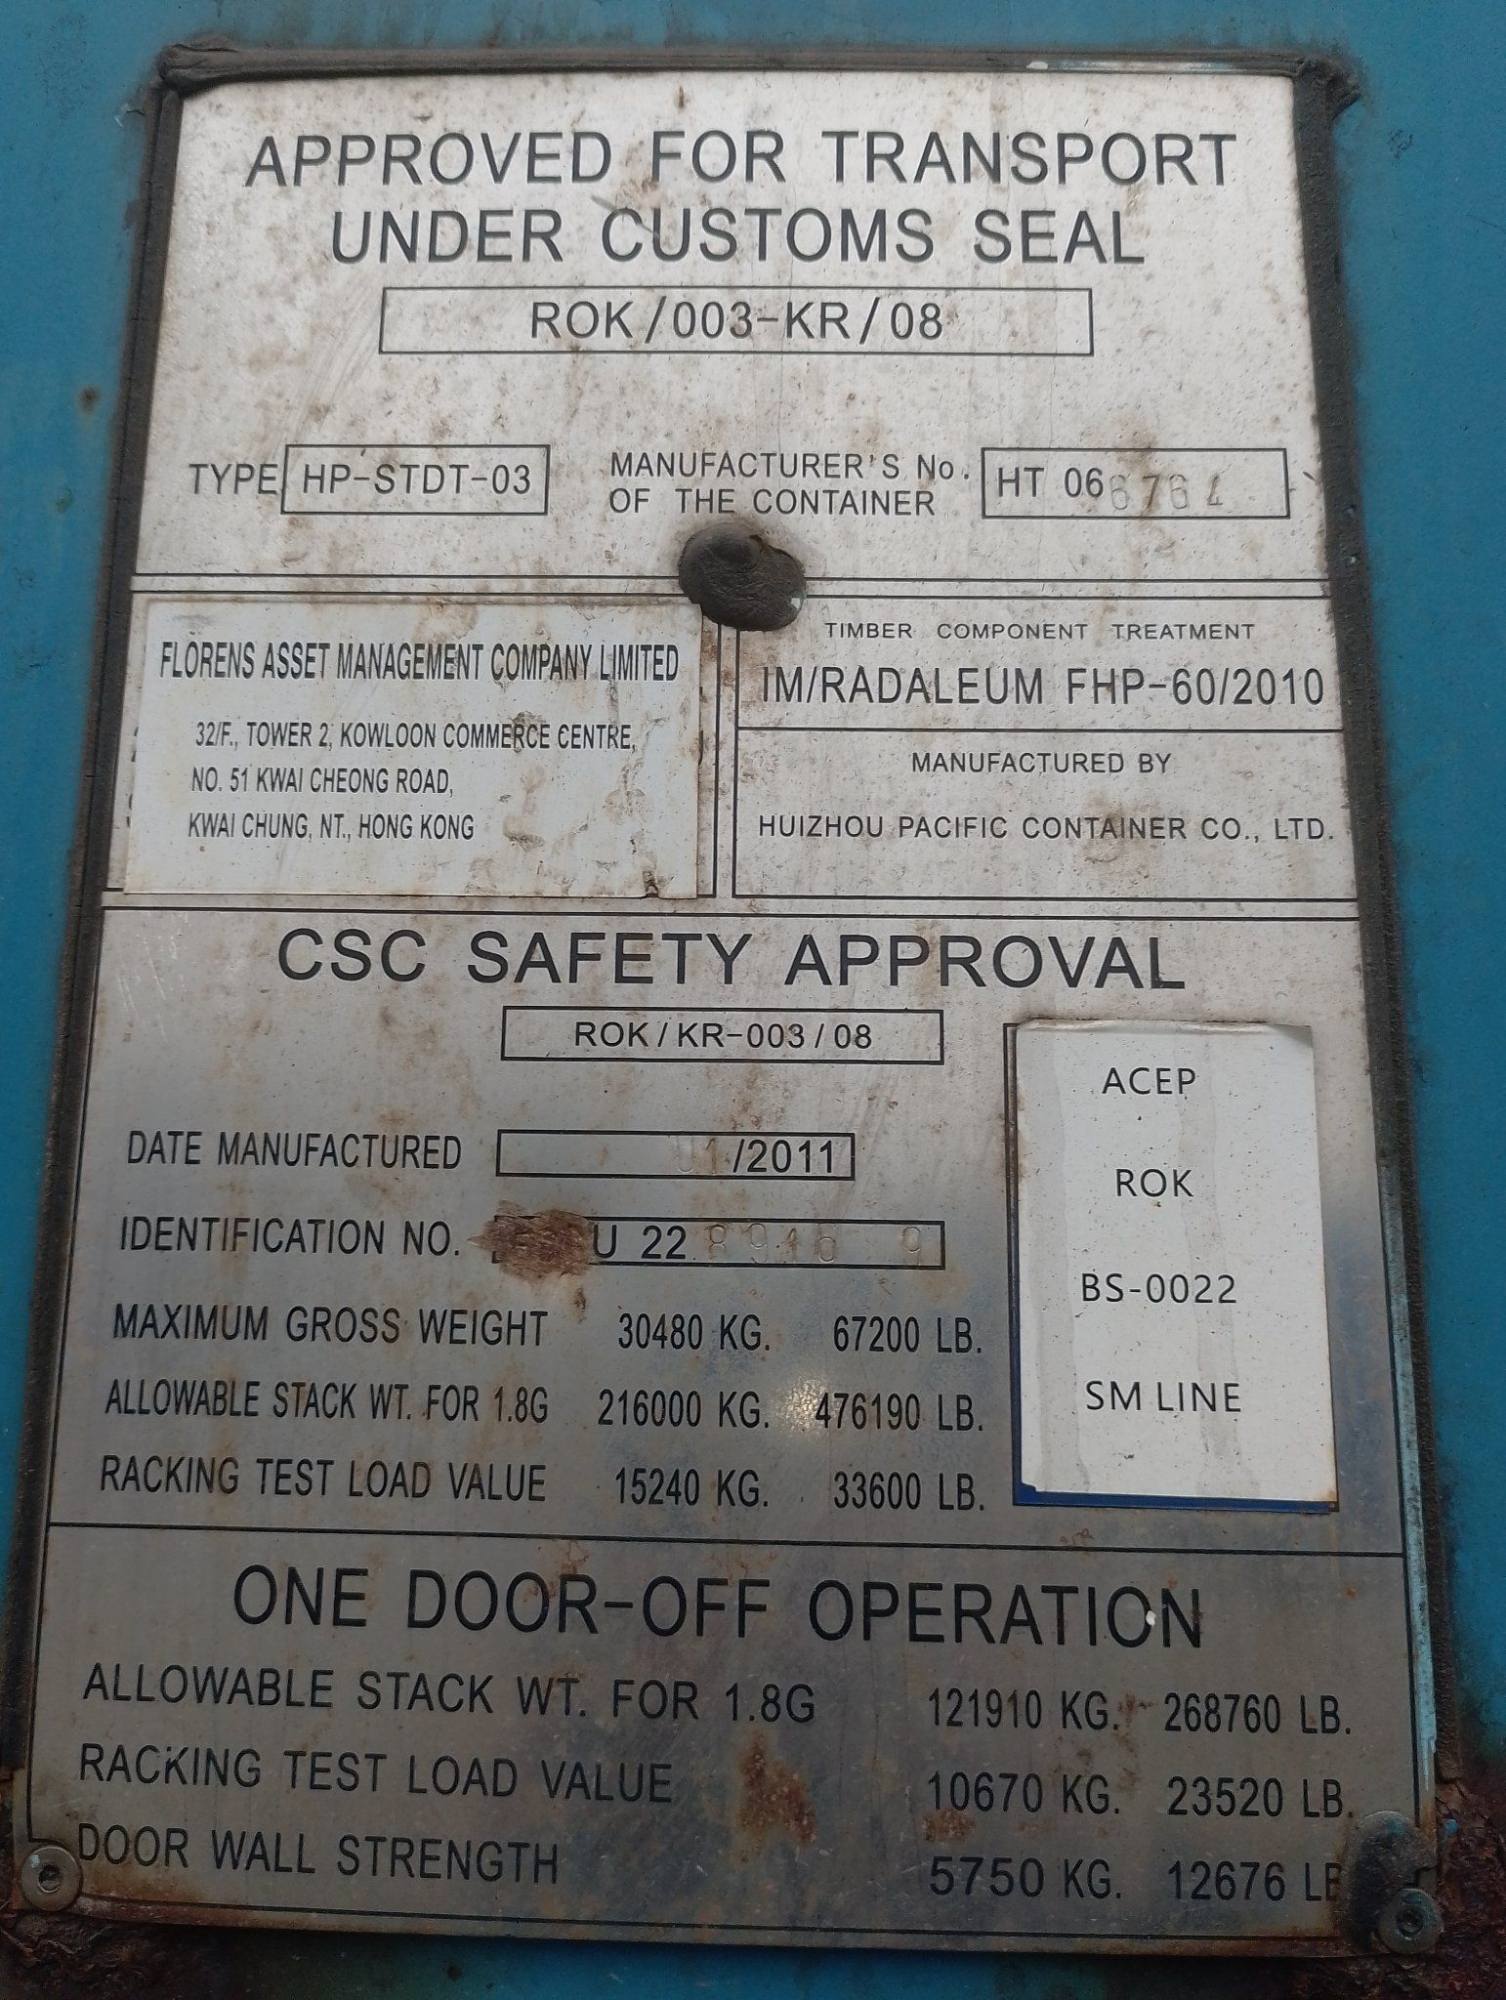 APPROVED FOR TRANSPORT
UNDER CUSTOMS SEAL
ROK/003-KR/08
TYPE HP-STDT-03
MANUFACTURER'S No.
OF THE CONTAINER
HT 066764
FLORENS ASSET MANAGEMENT COMPANY LIMITED
32/F., TOWER 2, KOWLOON COMMERCE CENTRE,
NO. 51 KWAI CHEONG ROAD,
KWAI CHUNG, NT., HONG KONG
TIMBER COMPONENT TREATMENT
IM/RADALEUM FHP-60/2010
MANUFACTURED BY
HUIZHOU PACIFIC CONTAINER CO., LTD.
CSC SAFETY APPROVAL
ROK/KR-003/08
DATE MANUFACTURED 01/2011
IDENTIFICATION NO. U 22
MAXIMUM GROSS WEIGHT 30480 KG. 67200 LB.
ALLOWABLE STACK WT. FOR 1.8G 216000 KG. 476190 LB.
RACKING TEST LOAD VALUE 15240 KG. 33600 LB.
ACEP
ROK
BS-0022
SM LINE
ONE DOOR-OFF OPERATION
ALLOWABLE STACK WT. FOR 1.8G 121910 KG. 268760 LB.
RACKING TEST LOAD VALUE 10670 KG. 23520 LB.
DOOR WALL STRENGTH 5750 KG. 12676 LB